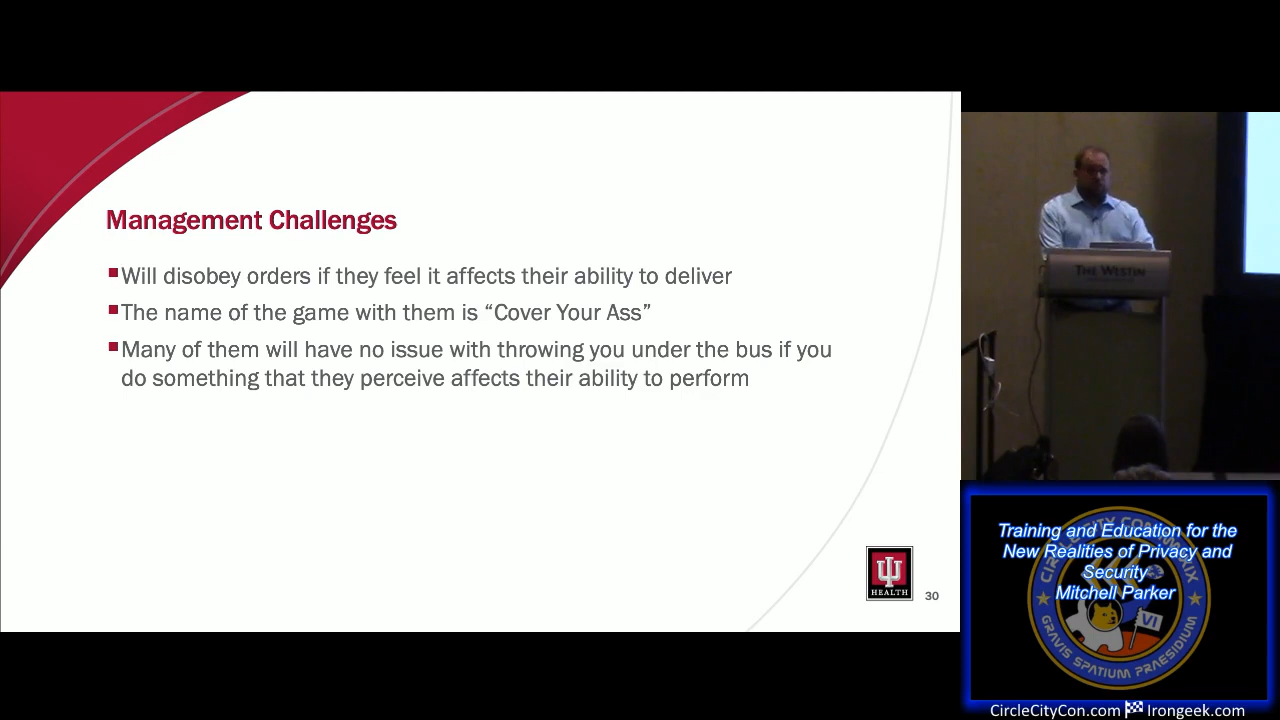 Management Challenges
Will disobey orders if they feel it affects their ability to deliver
The name of the game with them is “Cover Your Ass”
Many of them will have no issue with throwing you under the bus if you
do something that they perceive affects their ability to perform
HEALTH
30
THE WESTIN
Training and Education for the
New Realities of Privacy and
Security
Mitchell Parker
VI
GRAVIS SPATIUM PRAESIDIUM
CircleCityCon.com Irongeek.com